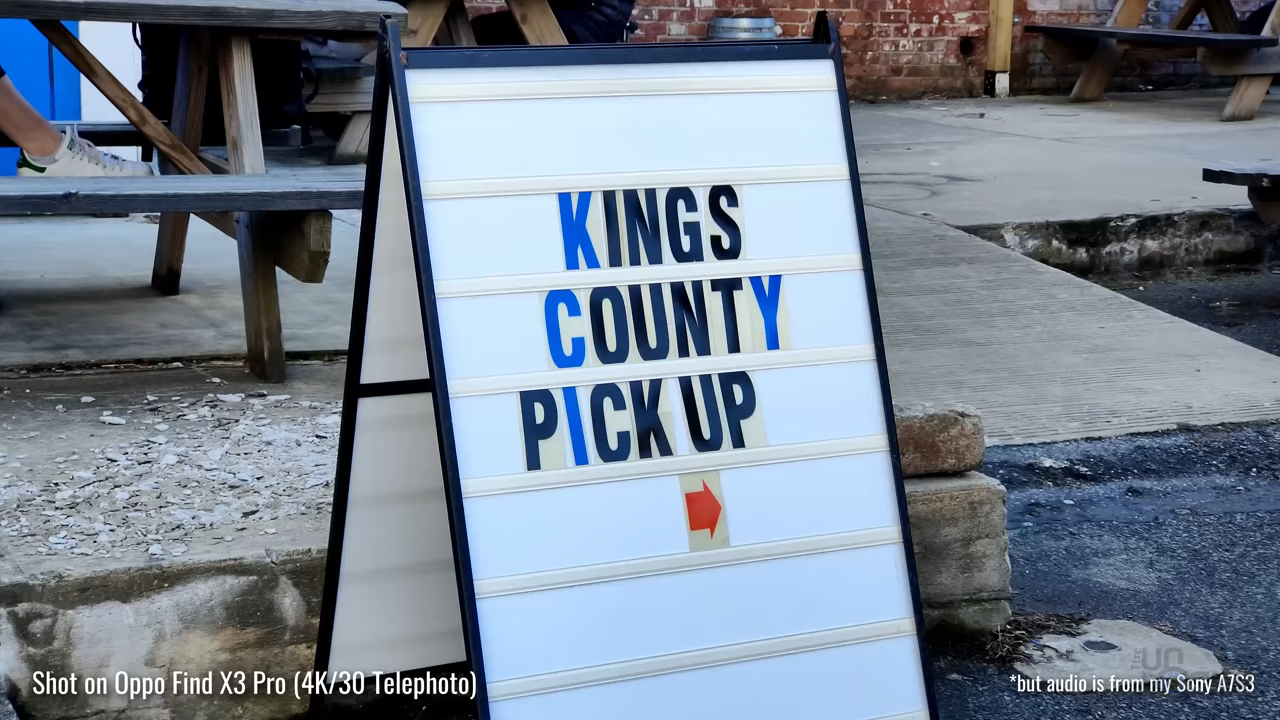 KINGS
COUNTY
PICK UP
Shot on Oppo Find X3 Pro (4K/30 Telephoto)
*but audio is from my Sony A7S3